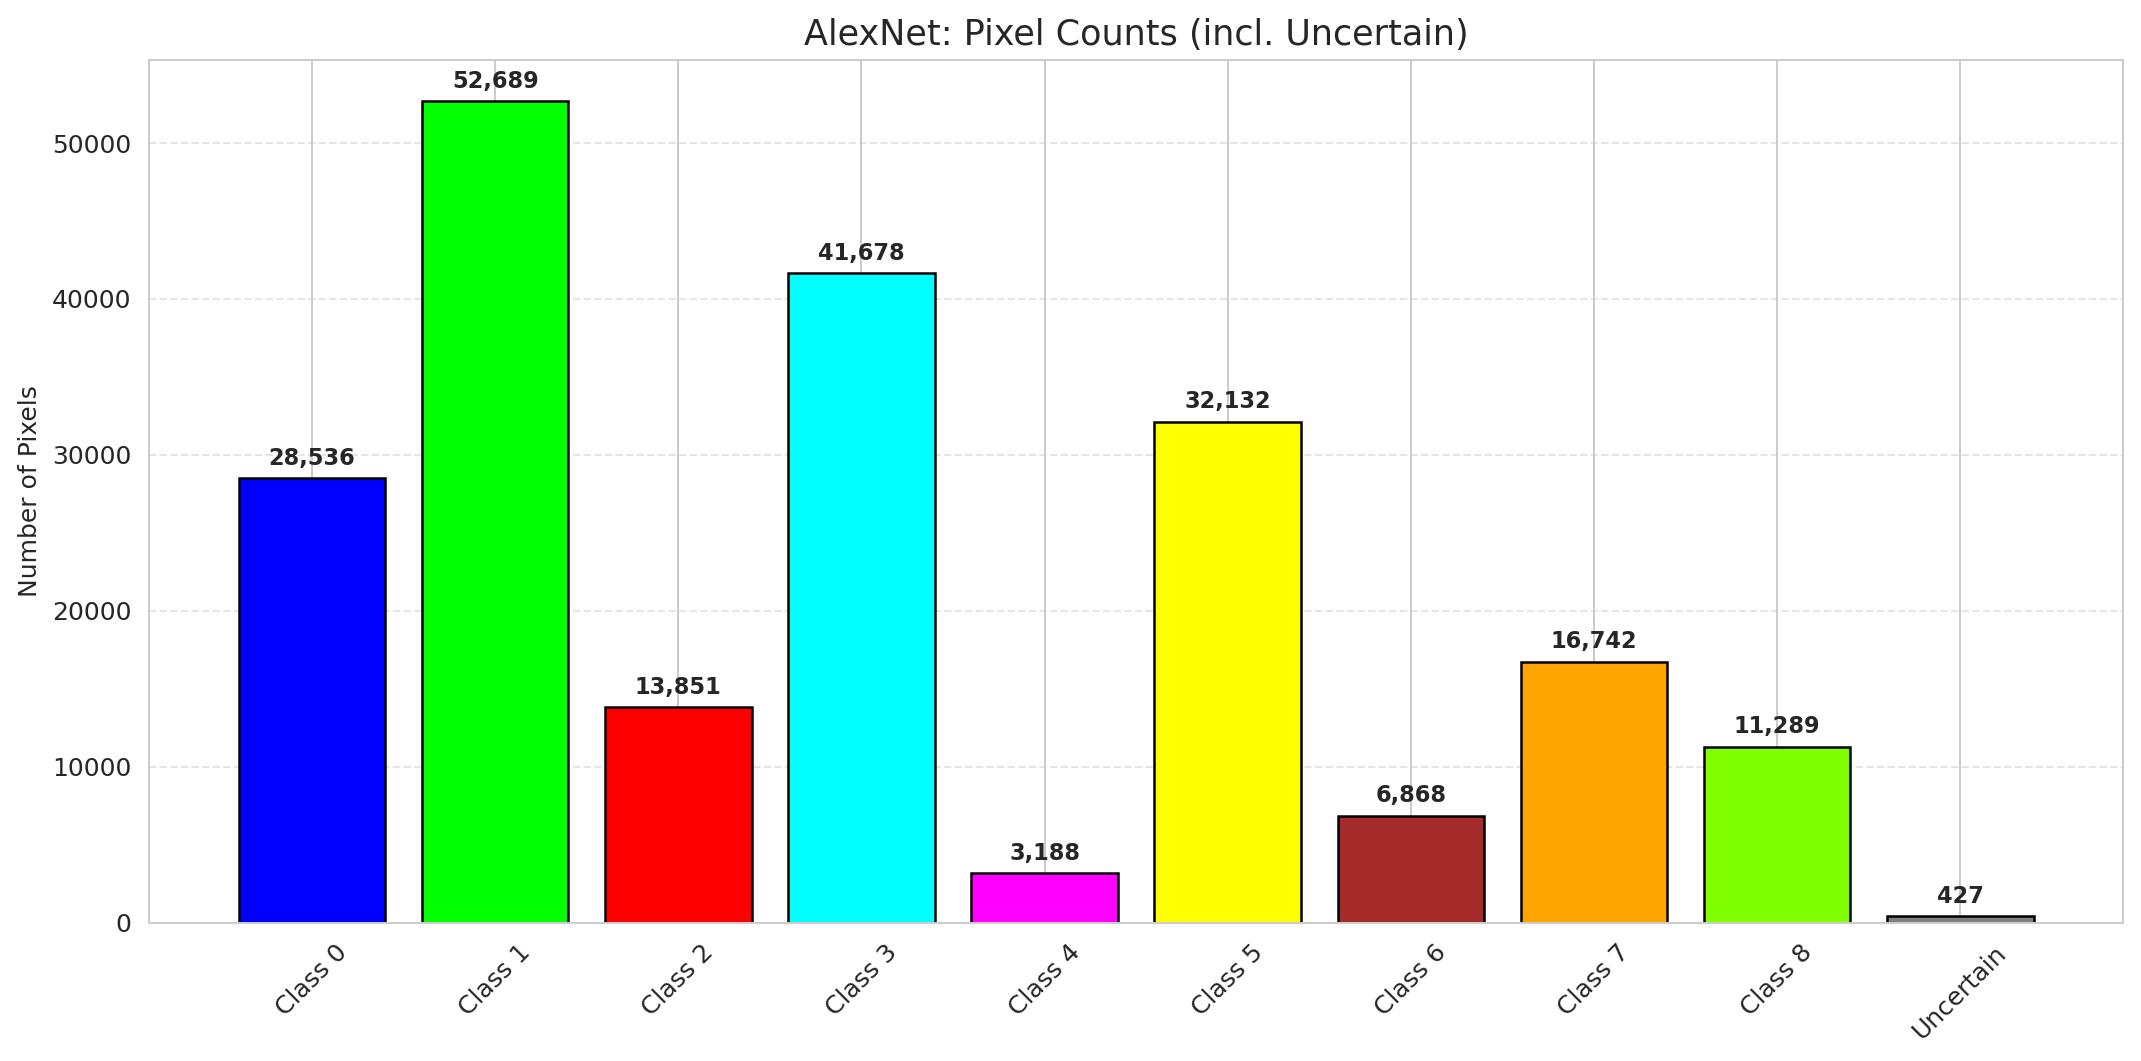 AlexNet: Pixel Counts (incl. Uncertain)
Number of Pixels
50000
40000
30000
20000
10000
0
28,536
52,689
13,851
41,678
3,188
32,132
6,868
16,742
11,289
427
Class 0
Class 1
Class 2
Class 3
Class 4
Class 5
Class 6
Class 7
Class 8
Uncertain